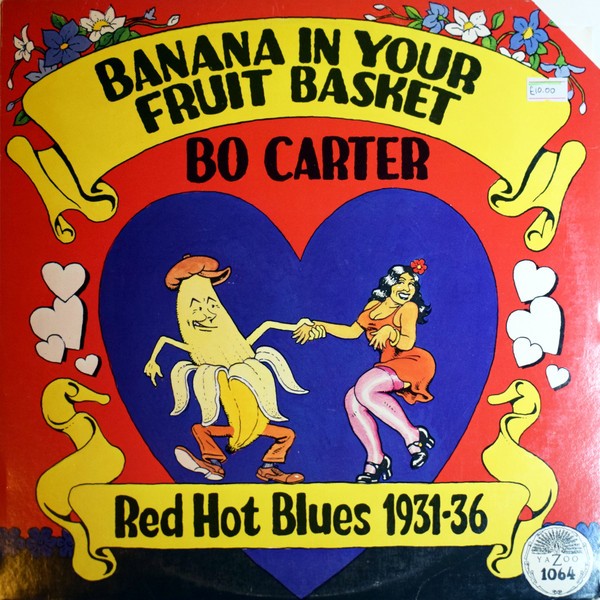 BANANA IN YOUR
FRUIT BASKET
£10.00
BO CARTER
Red Hot Blues 1931-36
YAZOO
1064